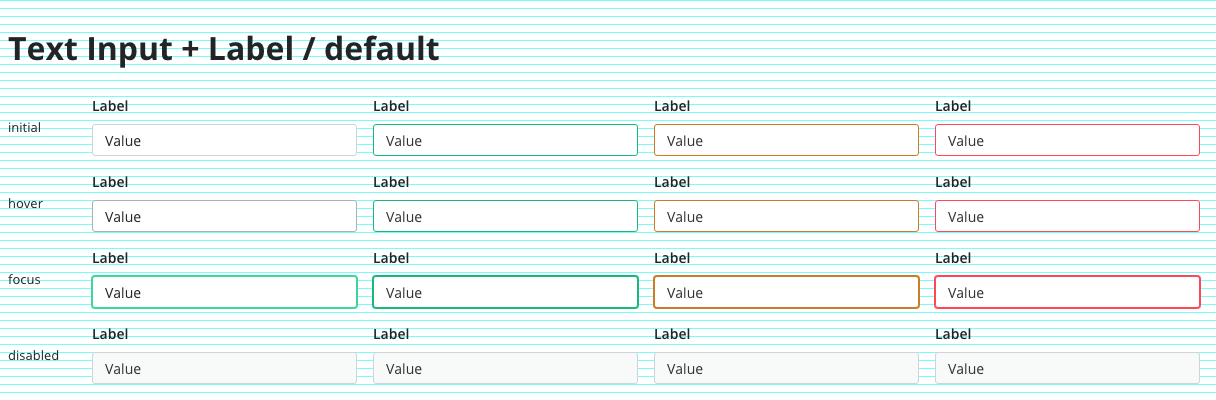 Text Input + Label / default
Label Label Label Label
initial Value Value Value Value
Label Label Label Label
hover Value Value Value Value
Label Label Label Label
focus Value Value Value Value
Label Label Label Label
disabled Value Value Value Value